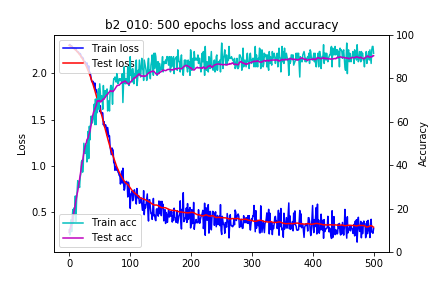 b2_010: 500 epochs loss and accuracy
Train loss
Test loss
Train acc
Test acc
Loss
2.0
1.5
1.0
0.5
Accuracy
100
80
60
40
20
0
0
100
200
300
400
500